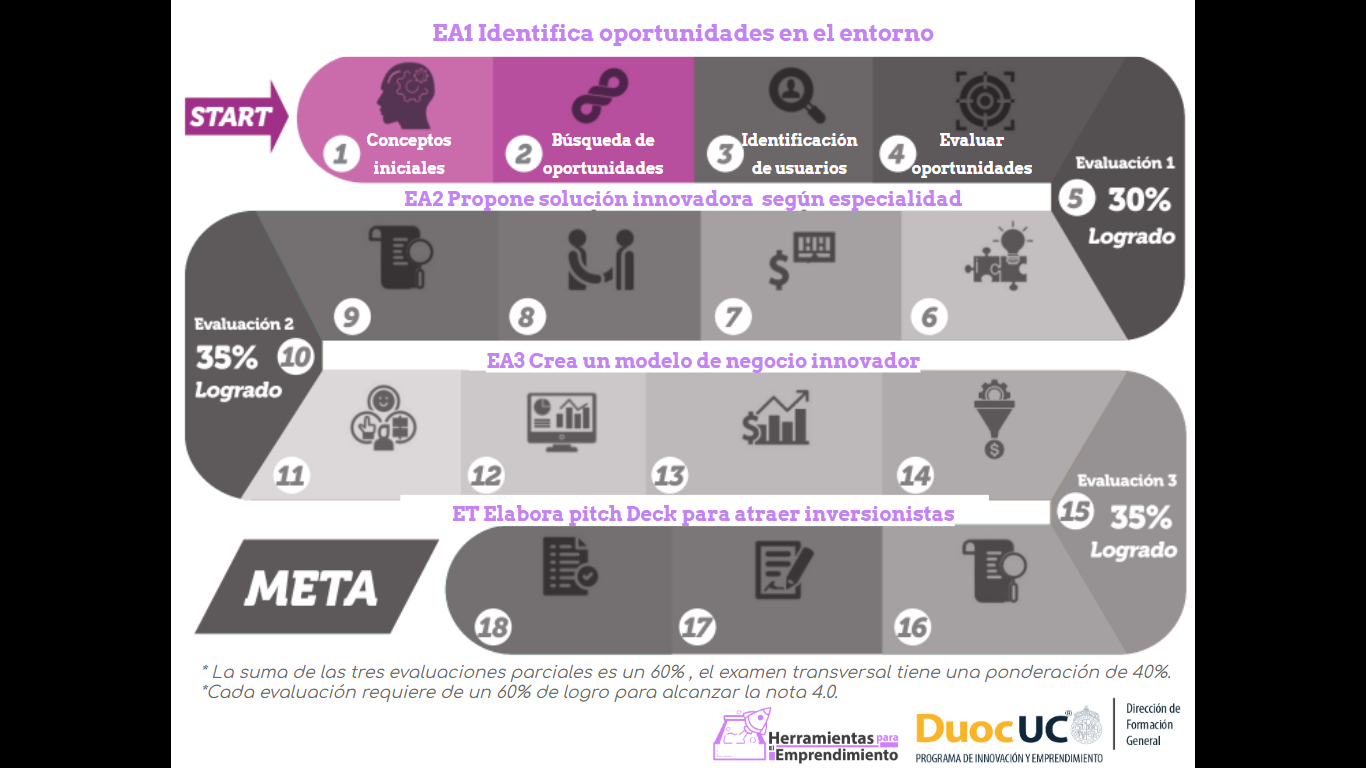 EA1 Identifica oportunidades en el entorno
START
1
Conceptos
iniciales
2
Búsqueda de
oportunidades
3
Identificación
de usuarios
4
Evaluar
oportunidades
Evaluación 1
5 30%
Logrado
EA2 Propone solución innovadora según especialidad
9
8
7
6
Evaluación 2
35% 10
Logrado
EA3 Crea un modelo de negocio innovador
11
12
13
14
Evaluación 3
15 35%
Logrado
ET Elabora pitch Deck para atraer inversionistas
META
18
17
16
* La suma de las tres evaluaciones parciales es un 60% , el examen transversal tiene una ponderación de 40%.
*Cada evaluación requiere de un 60% de logro para alcanzar la nota 4.0.
Herramientas para
el Emprendimiento
DuocUC®
PROGRAMA DE INNOVACIÓN Y EMPRENDIMIENTO
Dirección de
Formación
General